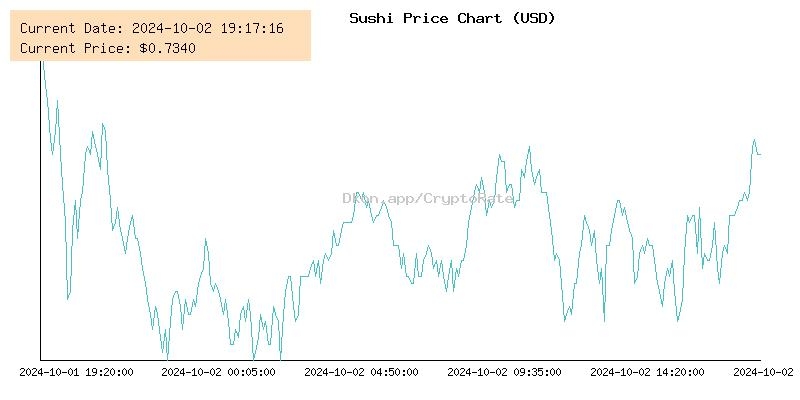 Sushi Price Chart (USD)
Current Date: 2024-10-02 19:17:16
Current Price: $0.7340
DKon.app/CryptoRate
2024-10-01 19:20:00 2024-10-02 00:05:00 2024-10-02 04:50:00 2024-10-02 09:35:00 2024-10-02 14:20:00 2024-10-02